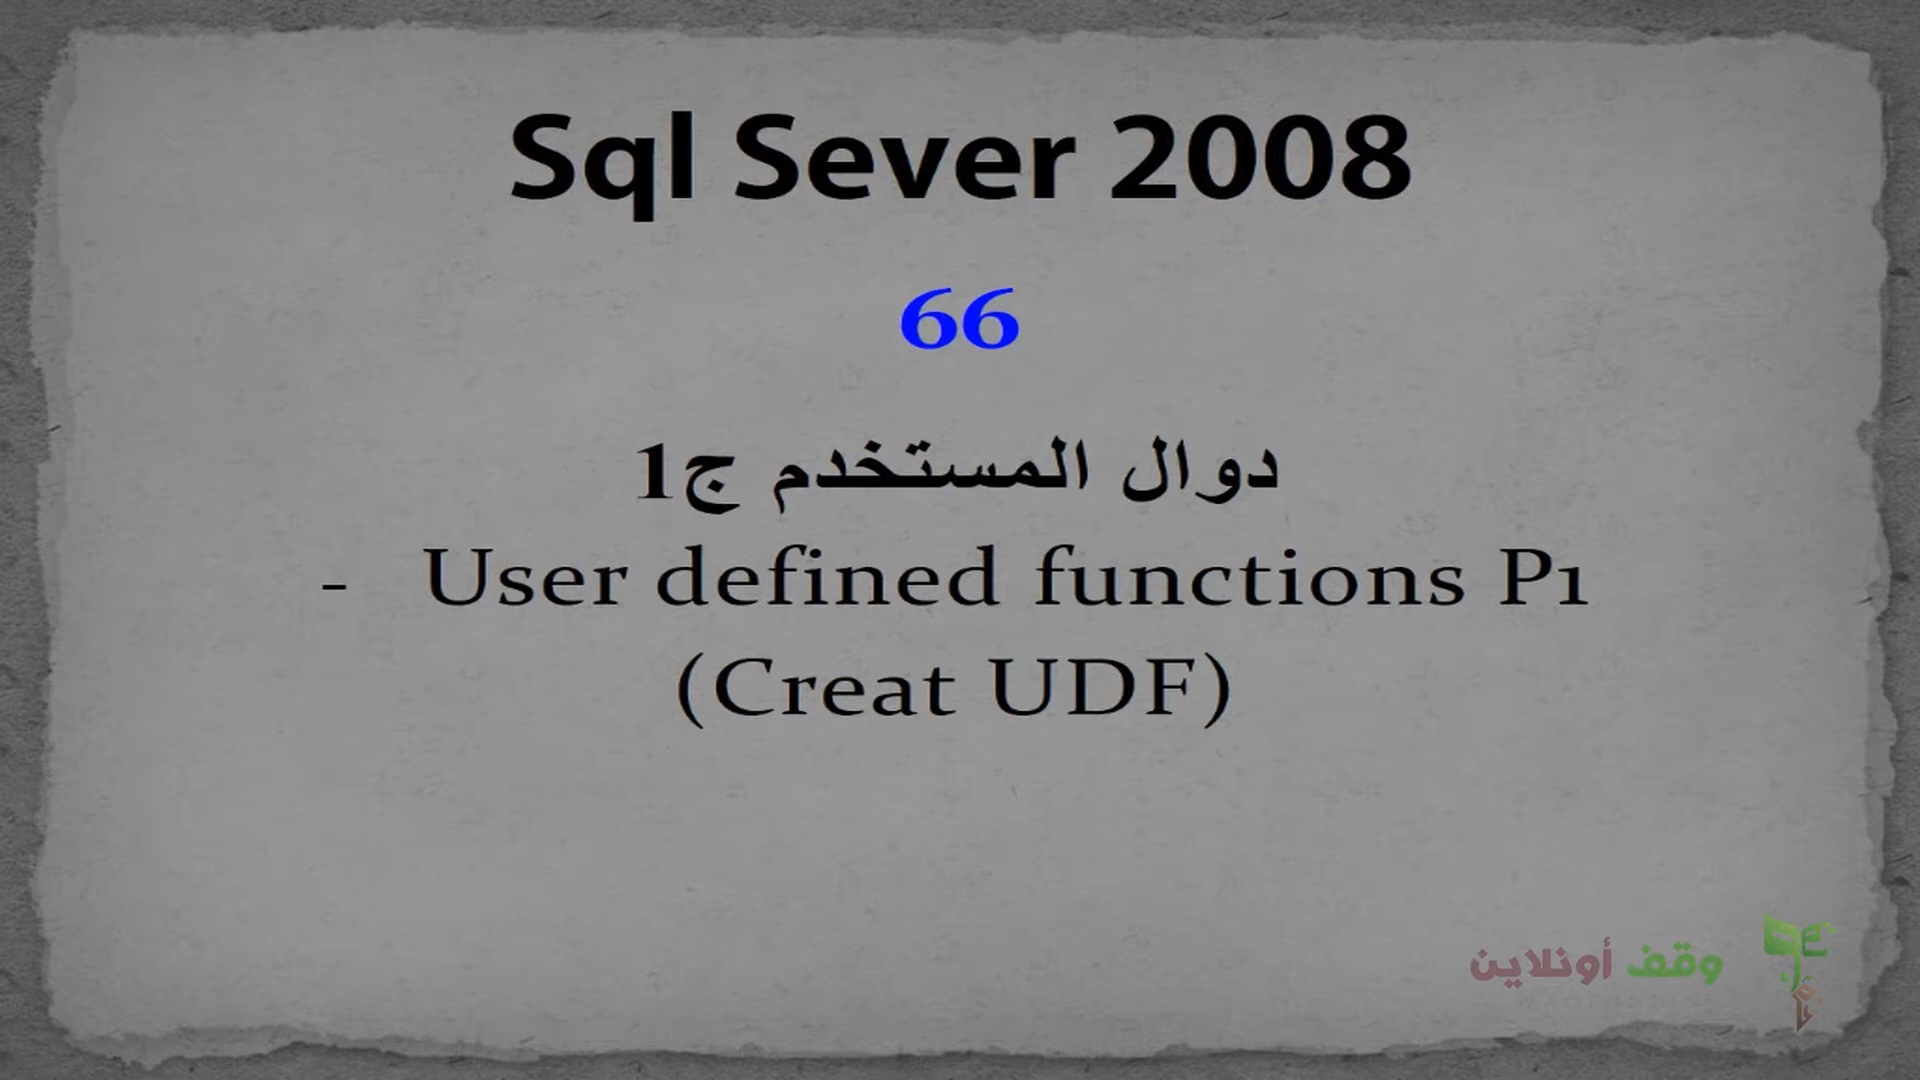 Sql Sever 2008
66
دوال المستخدم ج1
- User defined functions P1
(Creat UDF)
وقف أونلاين